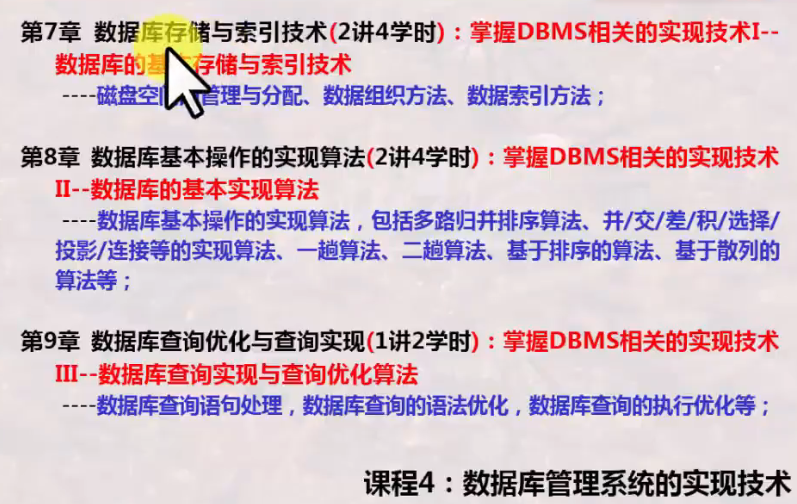 第7章 数据库存储与索引技术(2讲4学时)：掌握DBMS相关的实现技术I--
数据库的基存储与索引技术
----磁盘空管理与分配、数据组织方法、数据索引方法；
第8章 数据库基本操作的实现算法(2讲4学时)：掌握DBMS相关的实现技术
II--数据库的基本实现算法
----数据库基本操作的实现算法，包括多路归并排序算法、并/交/差/积/选择/
投影/连接等的实现算法、一趟算法、二趟算法、基于排序的算法、基于散列的
算法等；
第9章 数据库查询优化与查询实现(1讲2学时)：掌握DBMS相关的实现技术
III--数据库查询实现与查询优化算法
----数据库查询语句处理，数据库查询的语法优化，数据库查询的执行优化等；
课程4：数据库管理系统的实现技术